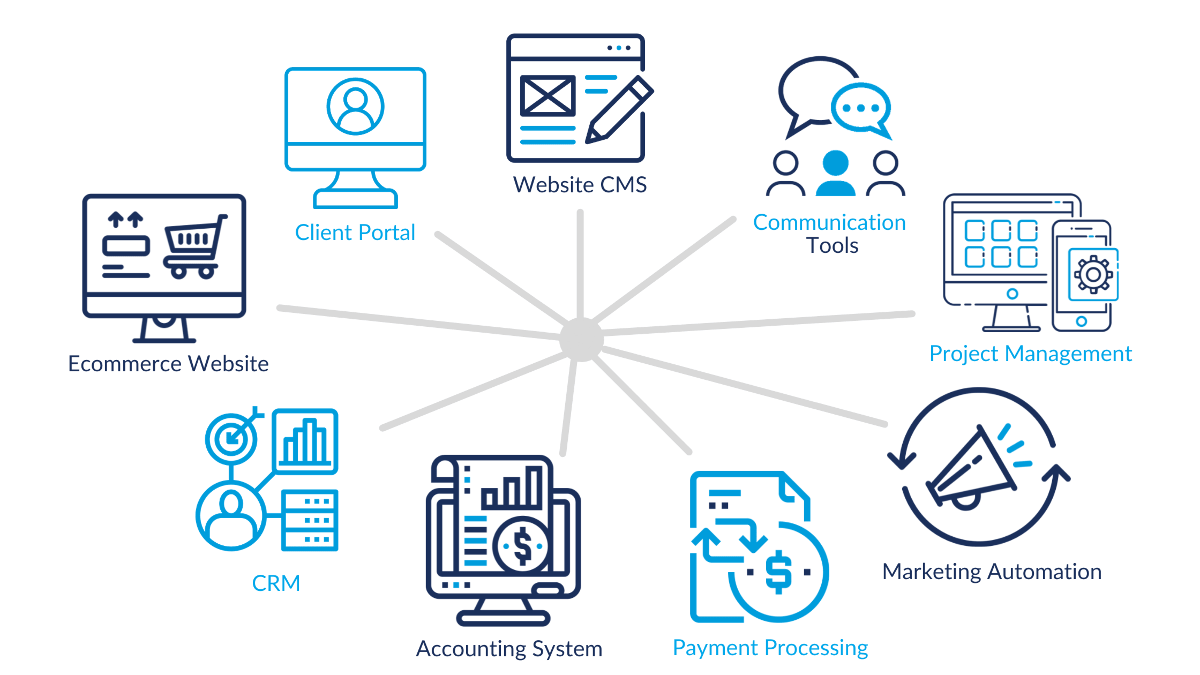 Website CMS
Client Portal
Communication
Tools
Ecommerce Website
Project Management
CRM
Marketing Automation
Accounting System
Payment Processing
$
$